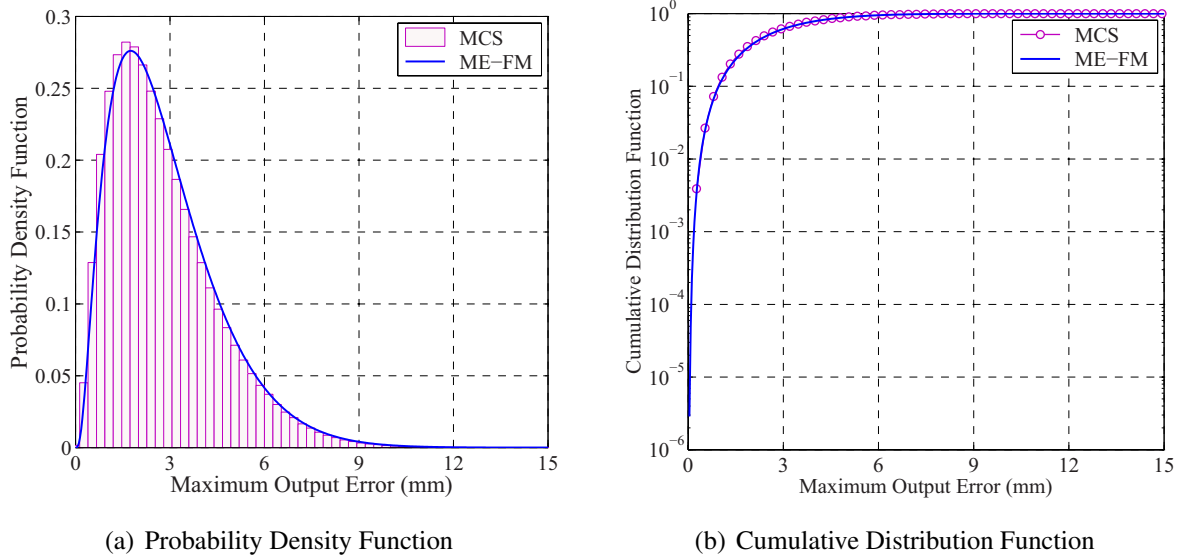 0.3
0.25
0.2
0.15
0.1
0.05
0
Probability Density Function
MCS
ME−FM
0 3 6 9 12 15
Maximum Output Error (mm)
(a) Probability Density Function
10^0
10^−1
10^−2
10^−3
10^−4
10^−5
10^−6
Cumulative Distribution Function
MCS
ME−FM
0 3 6 9 12 15
Maximum Output Error (mm)
(b) Cumulative Distribution Function